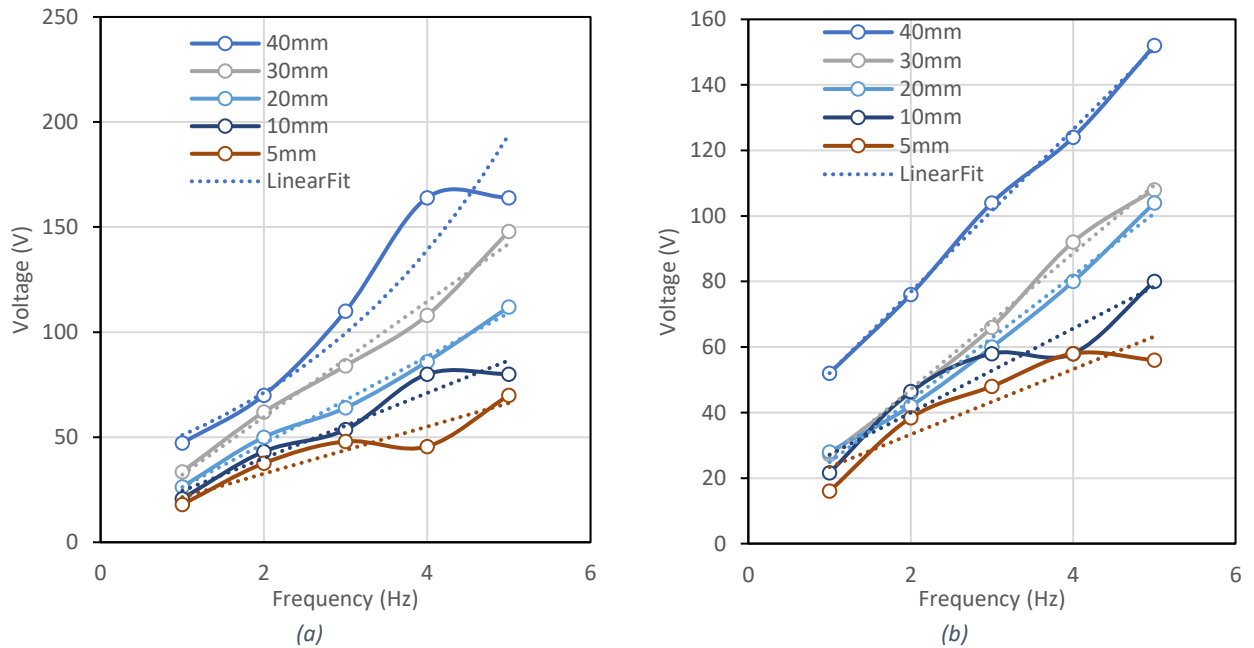 250
200
150
100
50
0
0
2
4
6
Voltage (V)
Frequency (Hz)
40mm
30mm
20mm
10mm
5mm
LinearFit
(a)
160
140
120
100
80
60
40
20
0
0
2
4
6
Voltage (V)
Frequency (Hz)
40mm
30mm
20mm
10mm
5mm
LinearFit
(b)